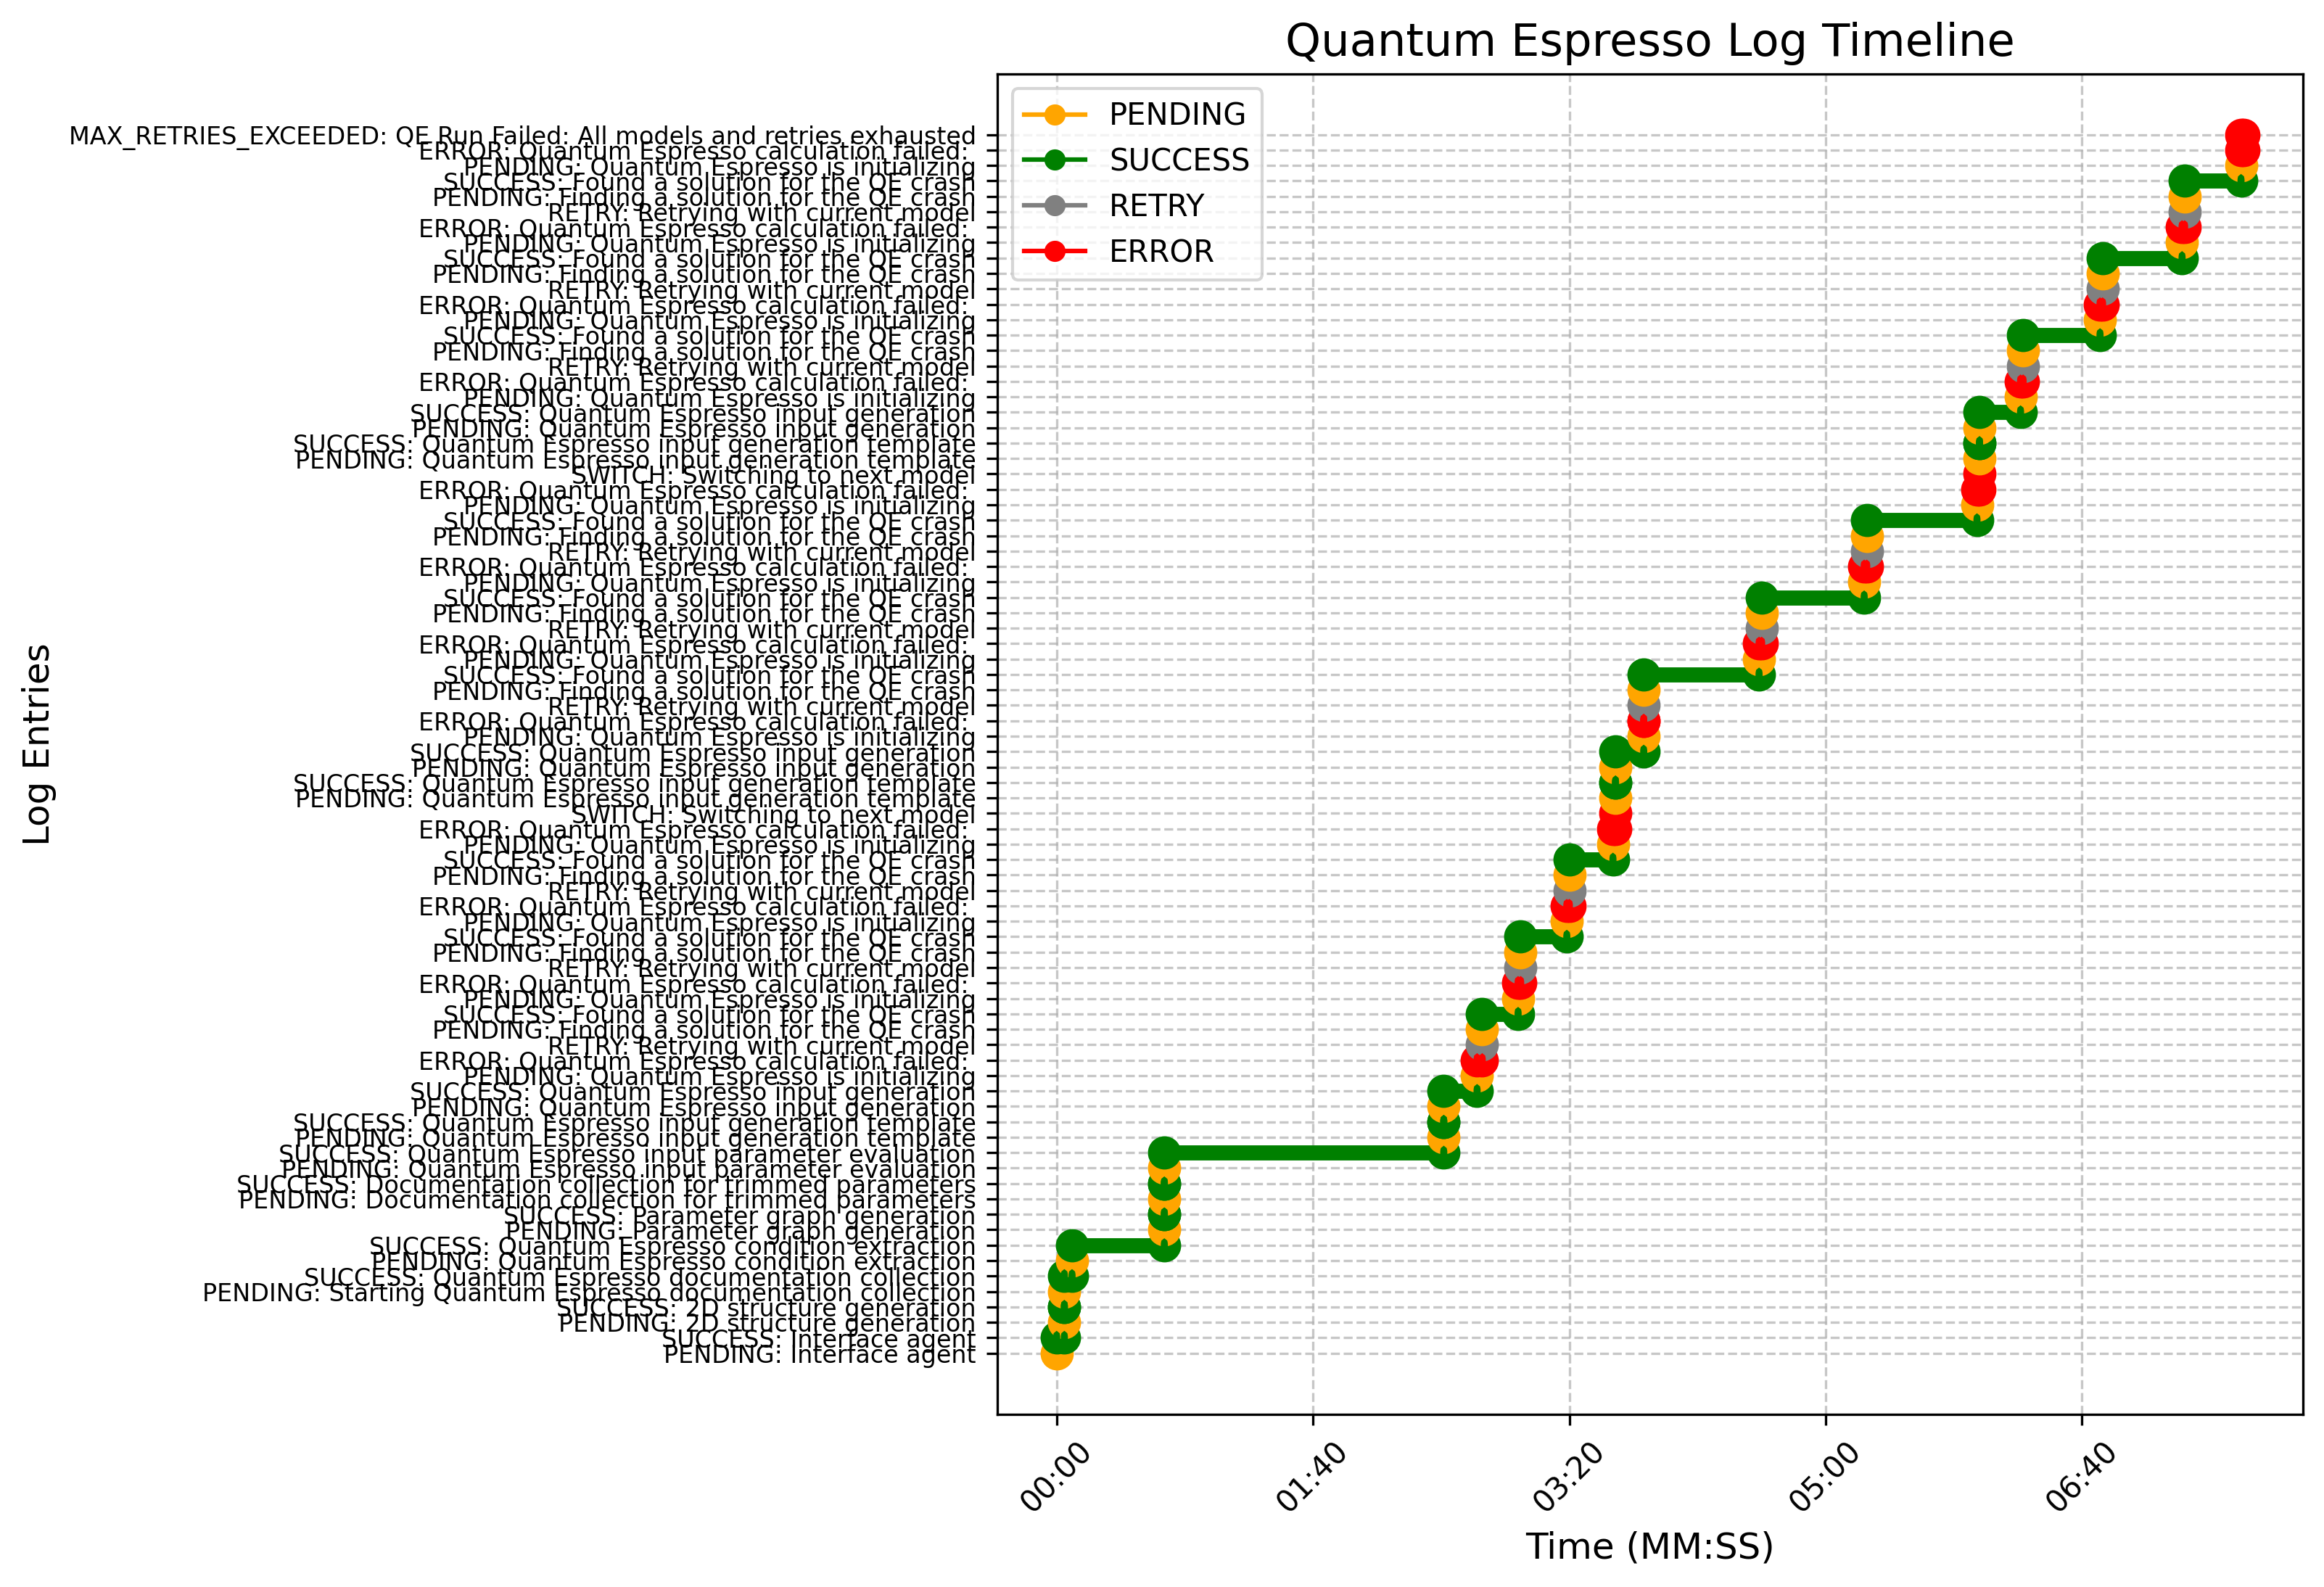 Quantum Espresso Log Timeline
PENDING
SUCCESS
RETRY
ERROR
MAX_RETRIES_EXCEEDED: QE Run Failed: All models and retries exhausted
ERROR: Quantum Espresso calculation failed:
PENDING: Quantum Espresso is initializing
SUCCESS: Found a solution for the QE crash
PENDING: Finding a solution for the QE crash
RETRY: Retrying with current model
ERROR: Quantum Espresso calculation failed:
PENDING: Quantum Espresso is initializing
SUCCESS: Found a solution for the QE crash
PENDING: Finding a solution for the QE crash
RETRY: Retrying with current model
ERROR: Quantum Espresso calculation failed:
PENDING: Quantum Espresso is initializing
SUCCESS: Found a solution for the QE crash
PENDING: Finding a solution for the QE crash
RETRY: Retrying with current model
ERROR: Quantum Espresso calculation failed:
PENDING: Quantum Espresso is initializing
SUCCESS: Quantum Espresso input generation
PENDING: Quantum Espresso input generation
SUCCESS: Quantum Espresso input generation template
PENDING: Quantum Espresso input generation template
SWITCH: Switching to next model
ERROR: Quantum Espresso calculation failed:
PENDING: Quantum Espresso is initializing
SUCCESS: Found a solution for the QE crash
PENDING: Finding a solution for the QE crash
RETRY: Retrying with current model
ERROR: Quantum Espresso calculation failed:
PENDING: Quantum Espresso is initializing
SUCCESS: Found a solution for the QE crash
PENDING: Finding a solution for the QE crash
RETRY: Retrying with current model
ERROR: Quantum Espresso calculation failed:
PENDING: Quantum Espresso is initializing
SUCCESS: Found a solution for the QE crash
PENDING: Finding a solution for the QE crash
RETRY: Retrying with current model
ERROR: Quantum Espresso calculation failed:
PENDING: Quantum Espresso is initializing
SUCCESS: Quantum Espresso input generation
PENDING: Quantum Espresso input generation
SUCCESS: Quantum Espresso input generation template
PENDING: Quantum Espresso input generation template
SWITCH: Switching to next model
ERROR: Quantum Espresso calculation failed:
PENDING: Quantum Espresso is initializing
SUCCESS: Found a solution for the QE crash
PENDING: Finding a solution for the QE crash
RETRY: Retrying with current model
ERROR: Quantum Espresso calculation failed:
PENDING: Quantum Espresso is initializing
SUCCESS: Found a solution for the QE crash
PENDING: Finding a solution for the QE crash
RETRY: Retrying with current model
ERROR: Quantum Espresso calculation failed:
PENDING: Quantum Espresso is initializing
SUCCESS: Found a solution for the QE crash
PENDING: Finding a solution for the QE crash
RETRY: Retrying with current model
ERROR: Quantum Espresso calculation failed:
PENDING: Quantum Espresso is initializing
SUCCESS: Quantum Espresso input generation
PENDING: Quantum Espresso input generation
SUCCESS: Quantum Espresso input generation template
PENDING: Quantum Espresso input generation template
SUCCESS: Quantum Espresso input parameter evaluation
PENDING: Quantum Espresso input parameter evaluation
SUCCESS: Documentation collection for trimmed parameters
PENDING: Documentation collection for trimmed parameters
SUCCESS: Parameter graph generation
PENDING: Parameter graph generation
SUCCESS: Quantum Espresso condition extraction
PENDING: Quantum Espresso condition extraction
SUCCESS: Quantum Espresso documentation collection
PENDING: Starting Quantum Espresso documentation collection
SUCCESS: 2D structure generation
PENDING: 2D structure generation
SUCCESS: Interface agent
PENDING: Interface agent
Log Entries
00:00
01:40
03:20
05:00
06:40
Time (MM:SS)